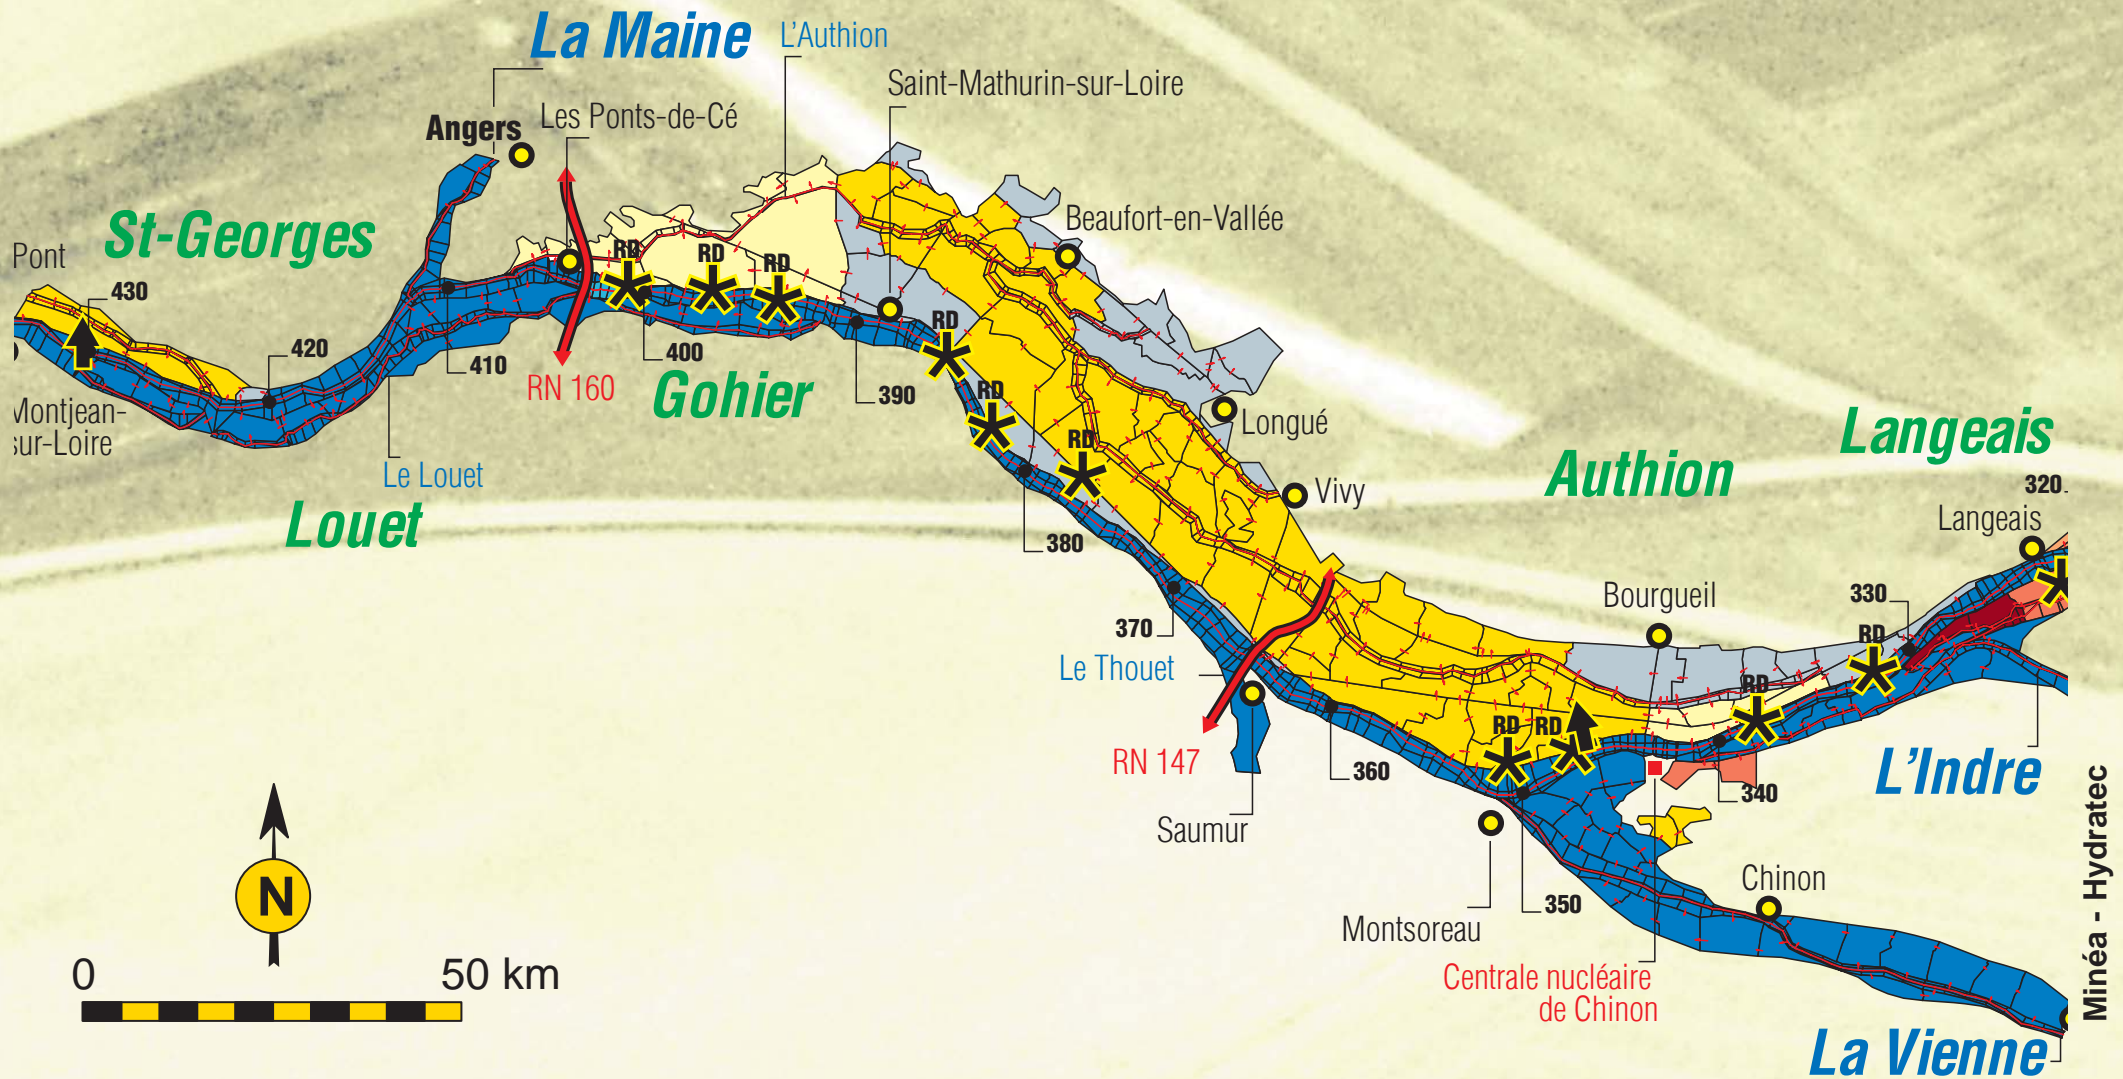 La Maine
L'Authion
Saint-Mathurin-sur-Loire
Angers
Les Ponts-de-Cé
St-Georges
Beaufort-en-Vallée
Pont
430
RD
RD
RD
RD
420
410
400
390
RN 160
Gohier
RD
Montjean-
sur-Loire
Le Louet
Louet
RD
Longué
Vivy
Authion
Langeais
320
Langeais
380
370
Le Thouet
Bourgueil
330
RD
RD
RD
RD
RN 147
360
340
L'Indre
Saumur
Montsoreau
350
Chinon
Centrale nucléaire
de Chinon
La Vienne
N
0
50 km
Minéa - Hydratec